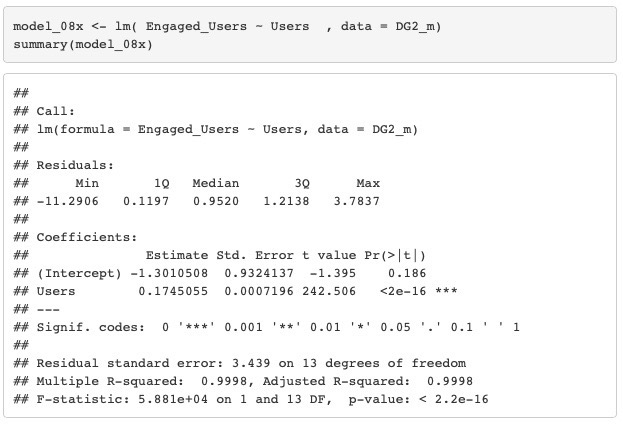 model_08x <- lm( Engaged_Users ~ Users  , data = DG2_m)
summary(model_08x)
##
## Call:
## lm(formula = Engaged_Users ~ Users, data = DG2_m)
##
## Residuals:
##      Min       1Q   Median       3Q      Max
## -11.2906   0.1197   0.9520   1.2138   3.7837
##
## Coefficients:
##               Estimate Std. Error t value Pr(>|t|)
## (Intercept) -1.3010508  0.9324137  -1.395    0.186
## Users        0.1745055  0.0007196 242.506   <2e-16 ***
## ---
## Signif. codes:  0 '***' 0.001 '**' 0.01 '*' 0.05 '.' 0.1 ' ' 1
##
## Residual standard error: 3.439 on 13 degrees of freedom
## Multiple R-squared:  0.9998, Adjusted R-squared:  0.9998
## F-statistic: 5.881e+04 on 1 and 13 DF,  p-value: < 2.2e-16